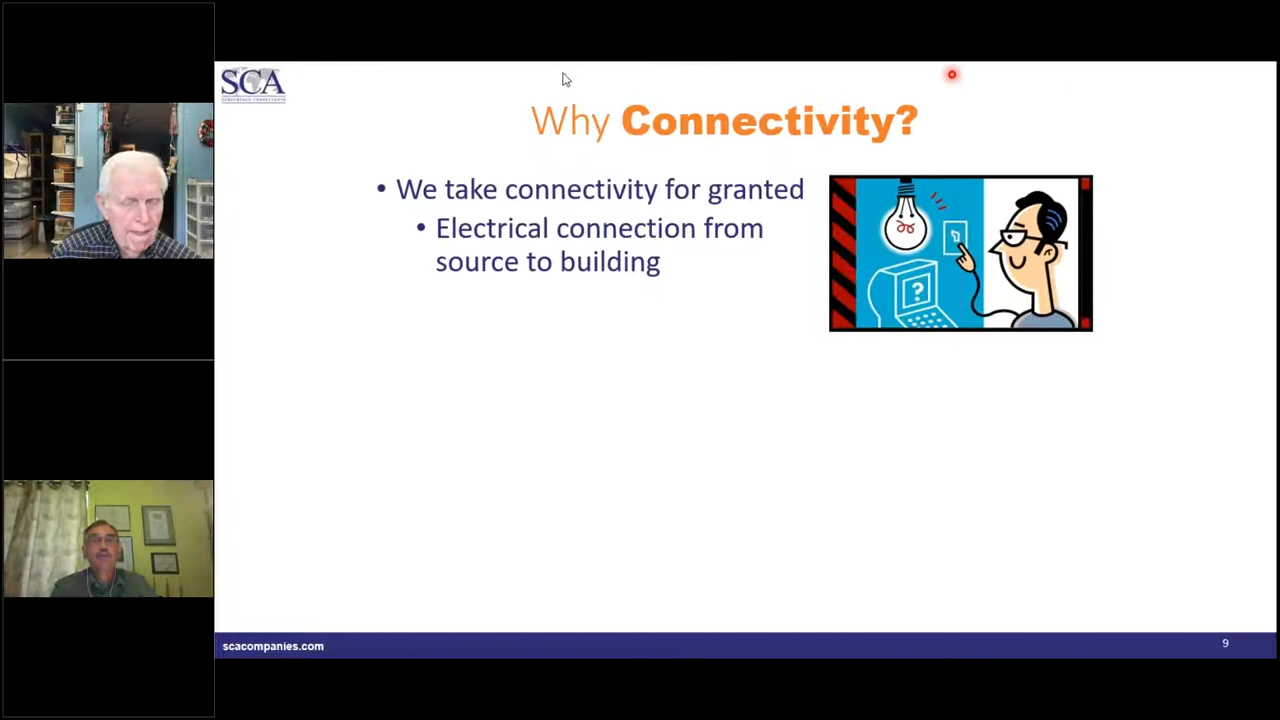 SCA
Why Connectivity?
• We take connectivity for granted
• Electrical connection from
source to building
?
scacompanies.com
9